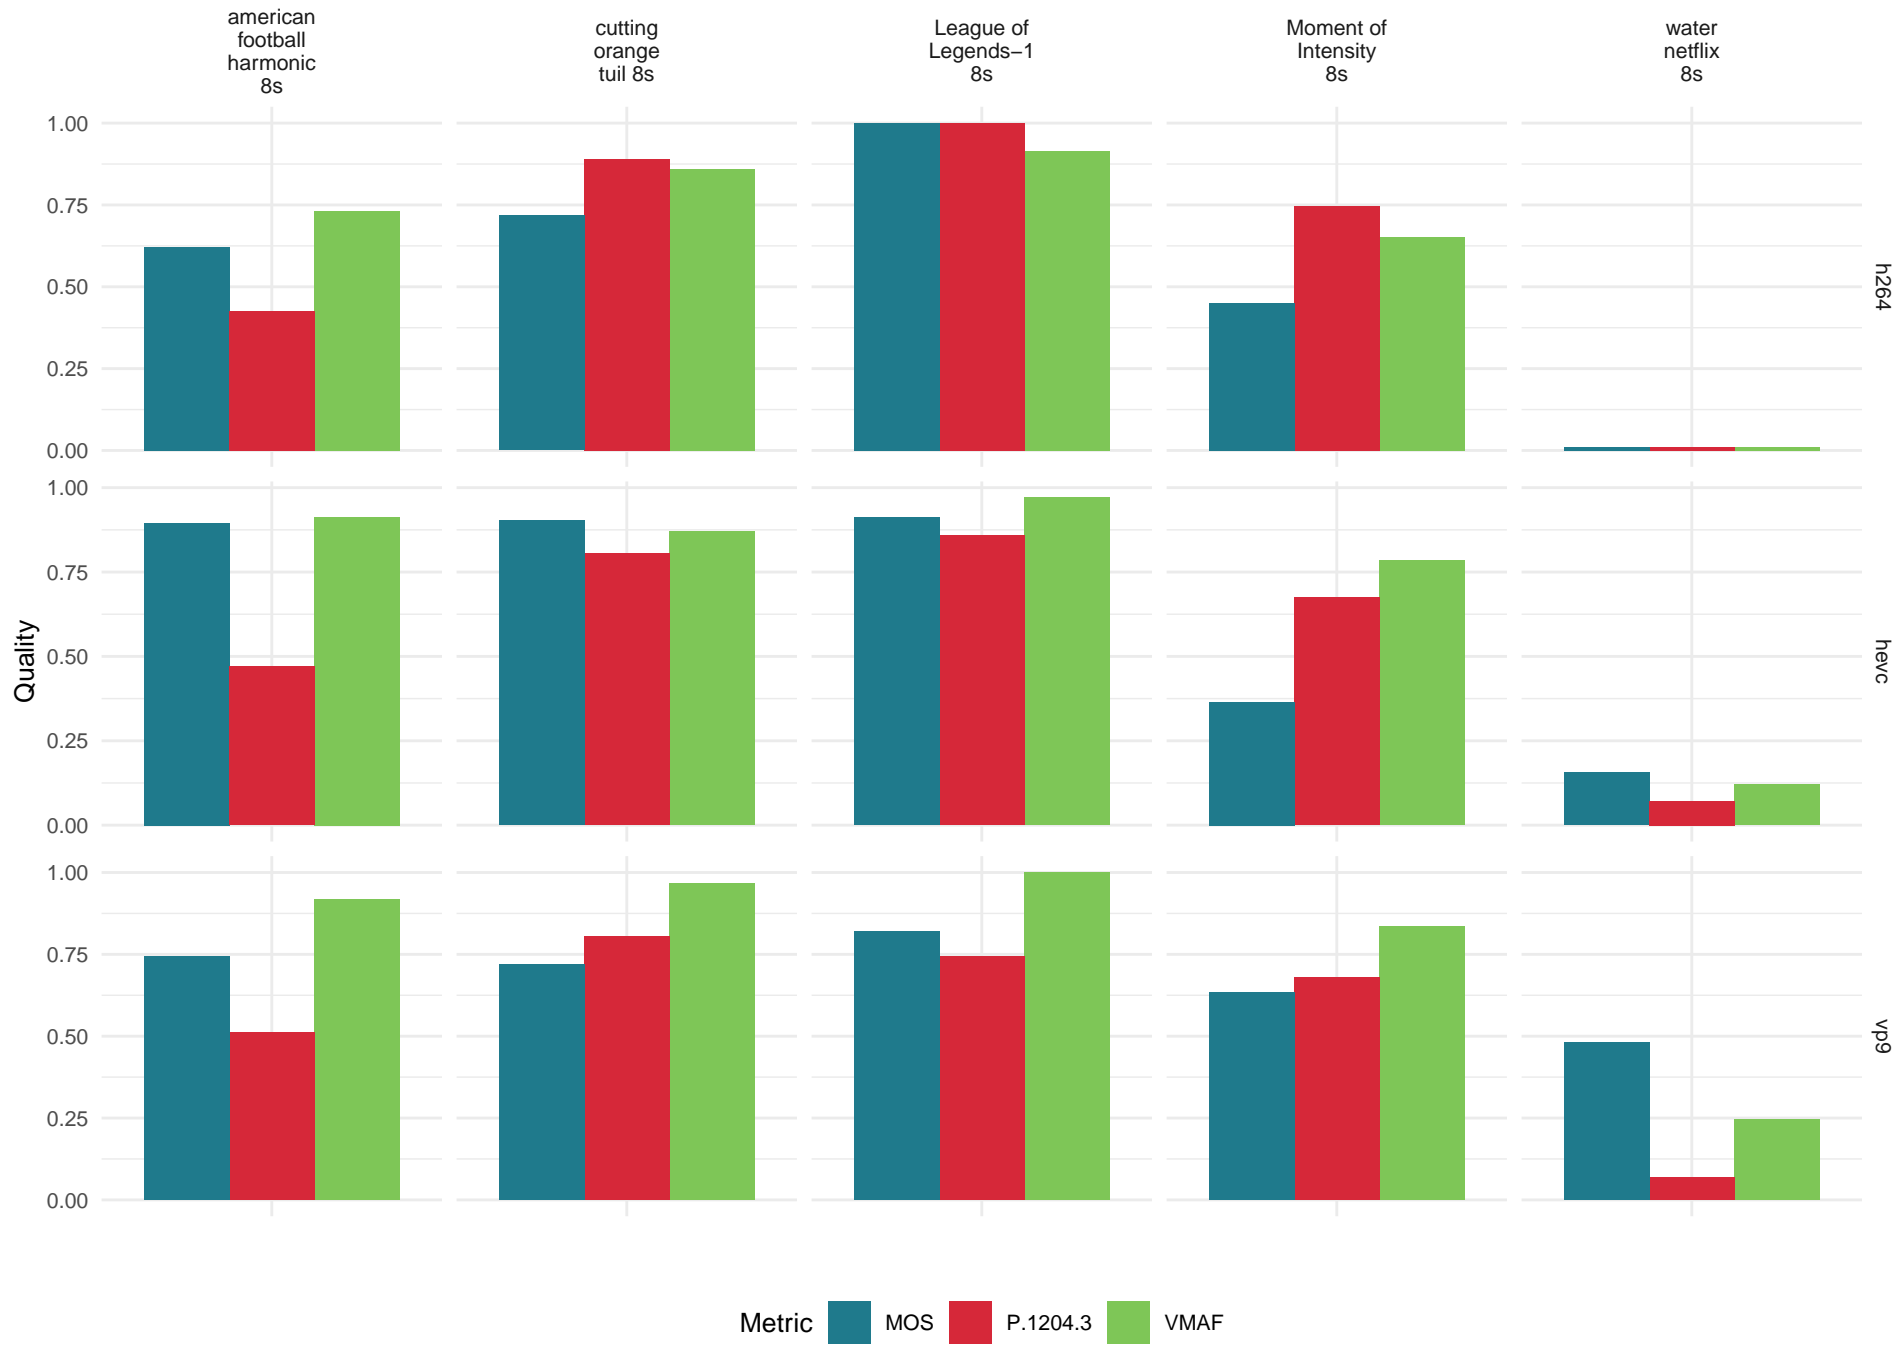 american
football
harmonic
8s
cutting
orange
tuil 8s
League of
Legends−1
8s
Moment of
Intensity
8s
water
netflix
8s
1.00
0.75
0.50
0.25
0.00
h264
1.00
0.75
0.50
0.25
0.00
hevc
1.00
0.75
0.50
0.25
0.00
vp9
Quality
Metric MOS P.1204.3 VMAF